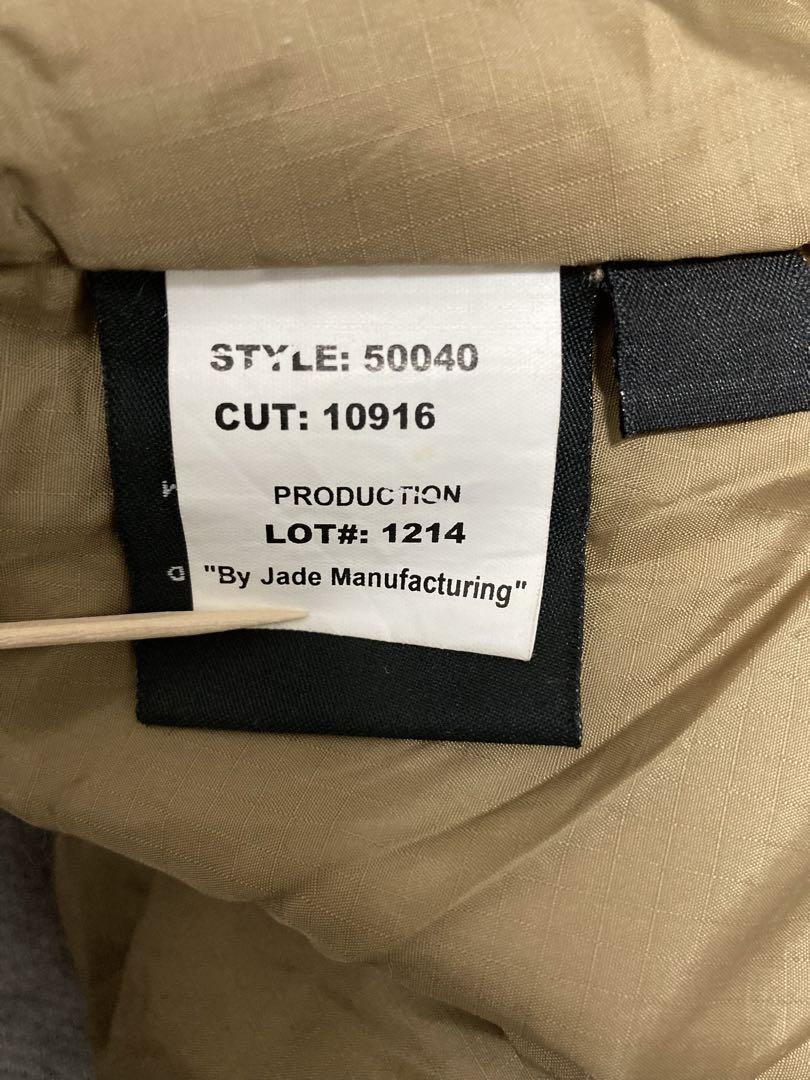 STYLE: 50040
CUT: 10916
PRODUCTION
LOT#: 1214
"By Jade Manufacturing"